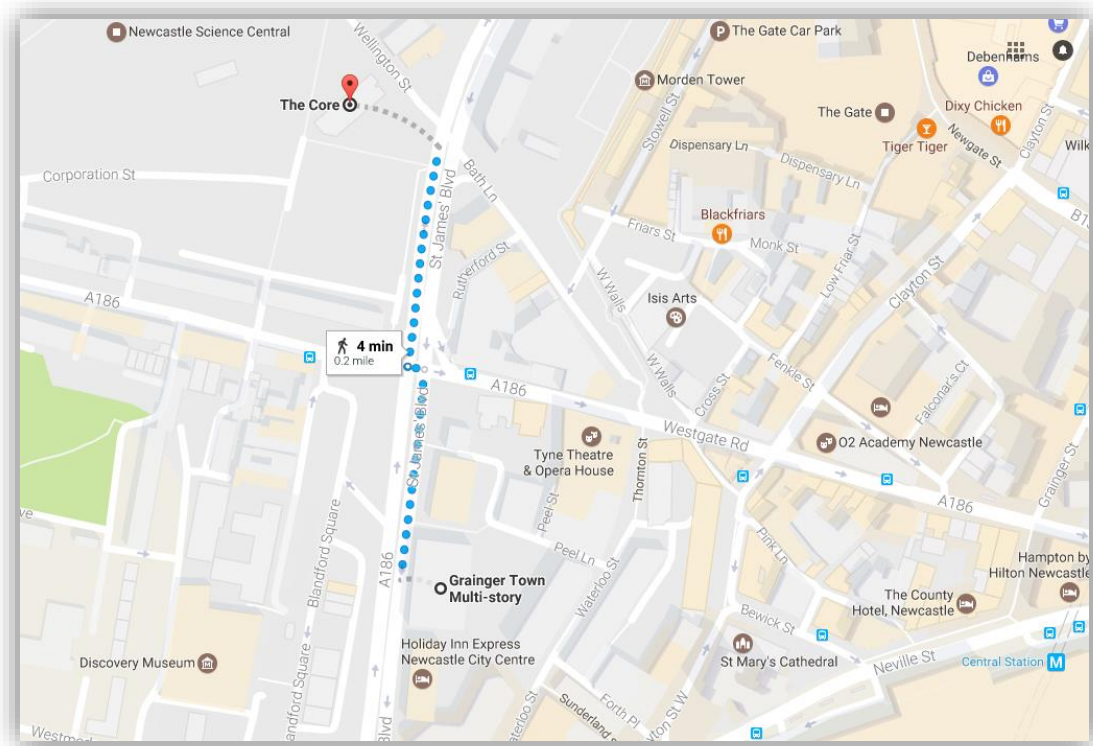 Newcastle Science Central
Wellington St
The Gate Car Park
Debenhams
Morden Tower
The Core
Stowell St
The Gate
Dixy Chicken
Clayton St
Tiger Tiger
Newgate St
Wilk
Dispensary Ln
Dispensary Ln
Corporation St
St James' Blvd
Bath Ln
Blackfriars
Friars St
Monk St
Low Friar St
Clayton St
Rutherford St
W Walls
Isis Arts
A186
4 min
0.2 mile
W Walls
Cross St
Fenkle St
Falconar's Ct
A186
Westgate Rd
St James' Blvd
Tyne Theatre
& Opera House
Thornton St
O2 Academy Newcastle
Grainger St
A186
Blandford Square
Peel St
Peel Ln
Pink Ln
A186
Grainger Town
Multi-story
Waterloo St
Hampton by
Hilton Newcastle
The County
Hotel, Newcastle
Bewick St
Holiday Inn Express
Newcastle City Centre
St Mary's Cathedral
Neville St
Central Station M
Discovery Museum
Blandford Square
Waterloo St
Forth Pl
Sunderland S
Blvd